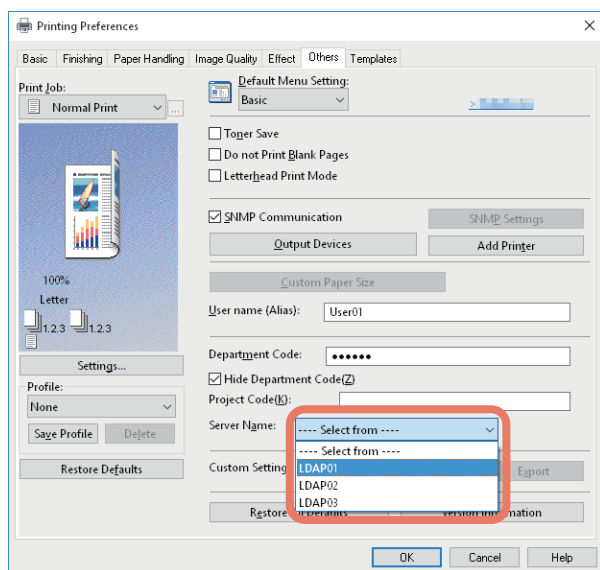 Printing Preferences
Basic Finishing Paper Handling Image Quality Effect Others Templates
Print Job:
Normal Print
...
100%
Letter
1.2.3 1.2.3
Settings...
Profile:
None
Save Profile Delete
Restore Defaults
Default Menu Setting:
Basic
>
Toner Save
Do not Print Blank Pages
Letterhead Print Mode
SNMP Communication SNMP Settings
Output Devices Add Printer
Custom Paper Size
User name (Alias): User01
Department Code: ••••••
Hide Department Code(Z)
Project Code(K):
Server Name: ---- Select from ----
---- Select from ----
LDAP01
LDAP02
LDAP03
Custom Setting Export
OK Cancel Help